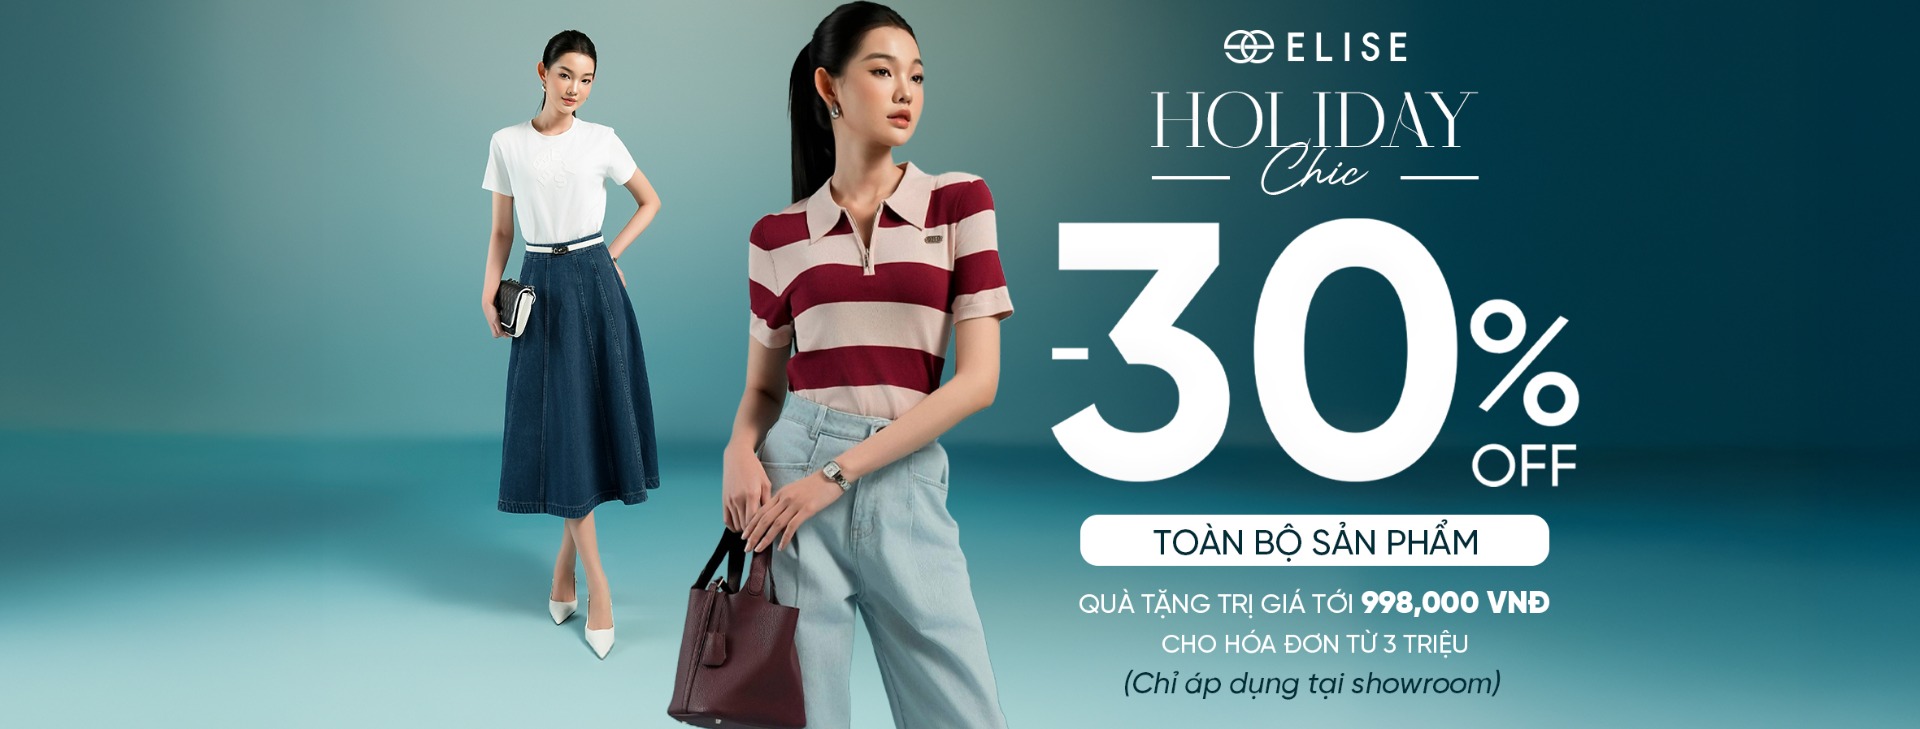 ELISE
HOLIDAY
Chic
-30%
OFF
TOÀN BỘ SẢN PHẨM
QUÀ TẶNG TRỊ GIÁ TỚI 998,000 VNĐ
CHO HÓA ĐƠN TỪ 3 TRIỆU
(Chỉ áp dụng tại showroom)